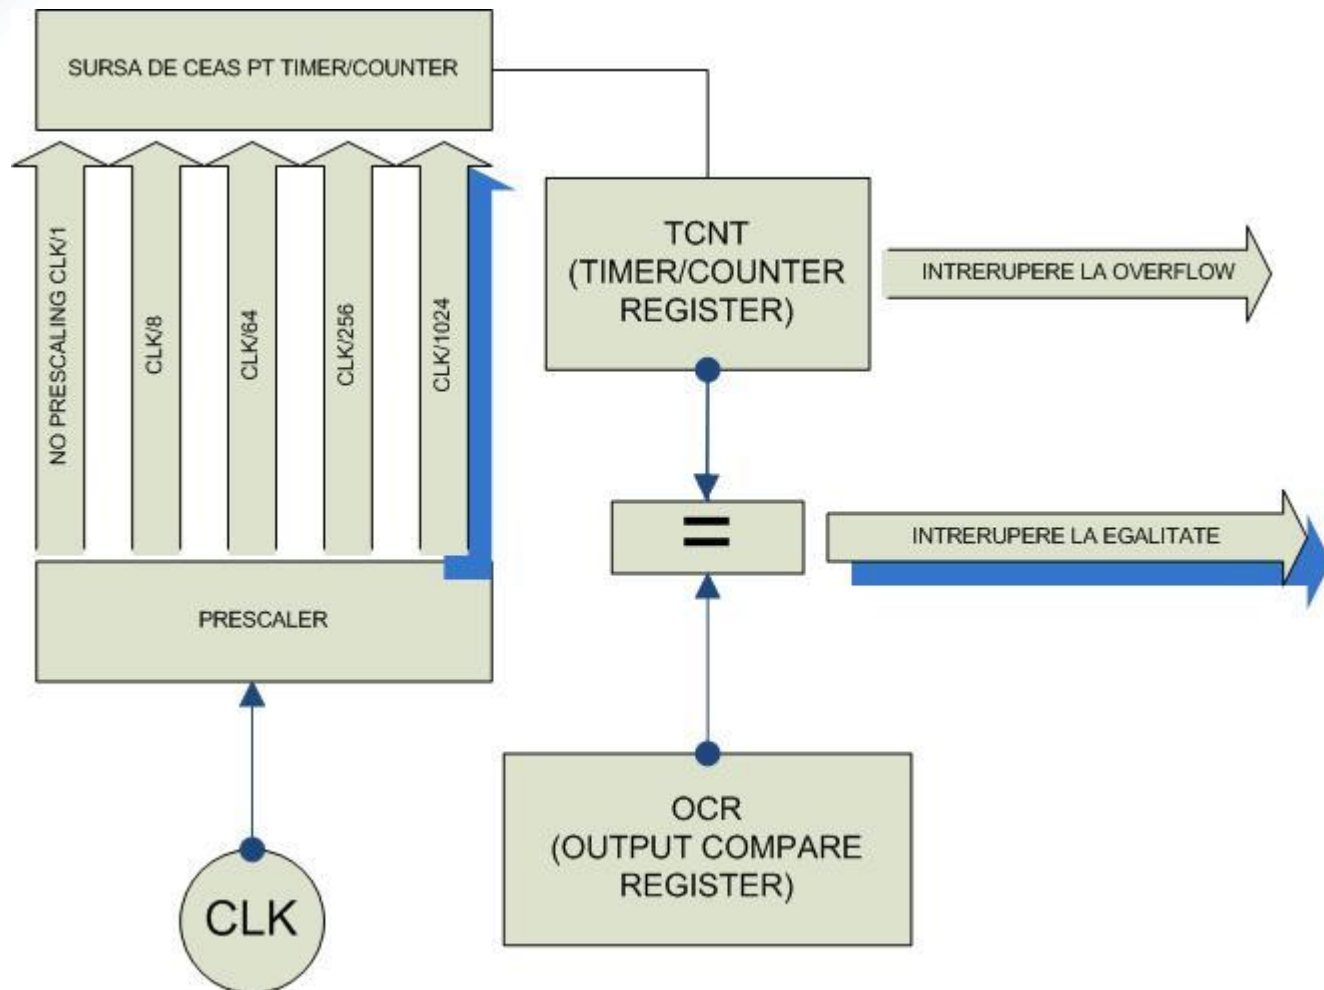 SURSA DE CEAS PT TIMER/COUNTER
NO PRESCALING CLK/1
CLK/8
CLK/64
CLK/256
CLK/1024
TCNT
(TIMER/COUNTER
REGISTER)
INTRERUPERE LA OVERFLOW
=
INTRERUPERE LA EGALITATE
PRESCALER
OCR
(OUTPUT COMPARE
REGISTER)
CLK